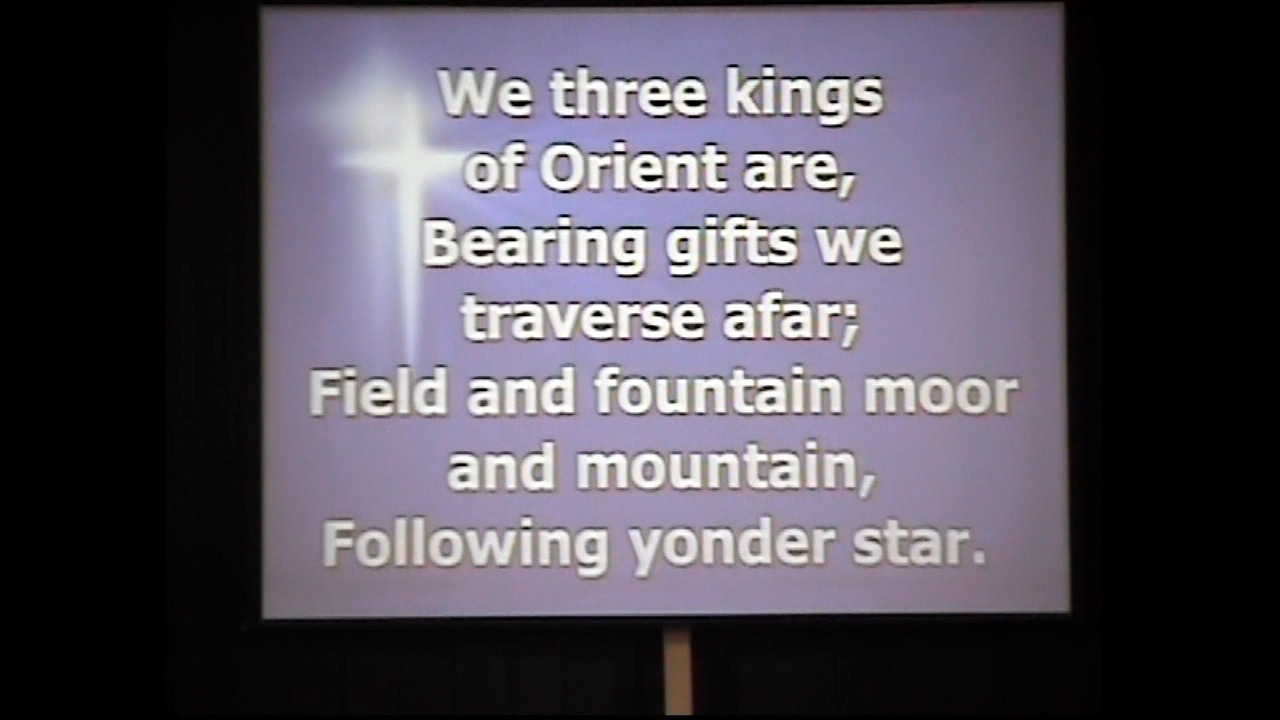 We three kings
of Orient are,
Bearing gifts we
traverse afar;
Field and fountain moor
and mountain,
Following yonder star.